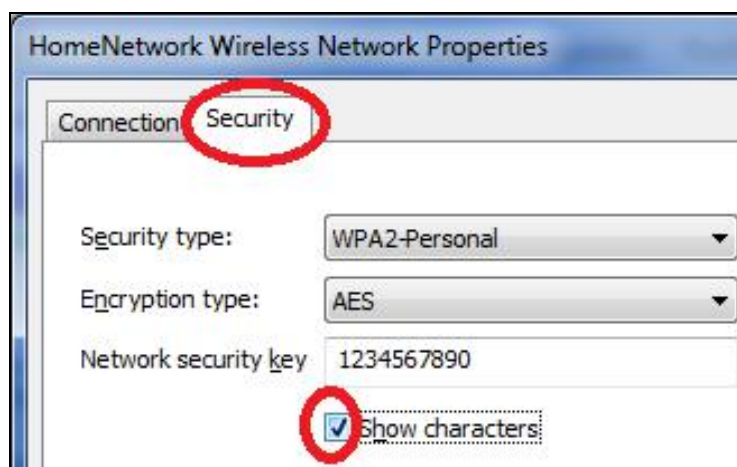 HomeNetwork Wireless Network Properties
Connection Security
Security type: WPA2-Personal
Encryption type: AES
Network security key 1234567890
Show characters